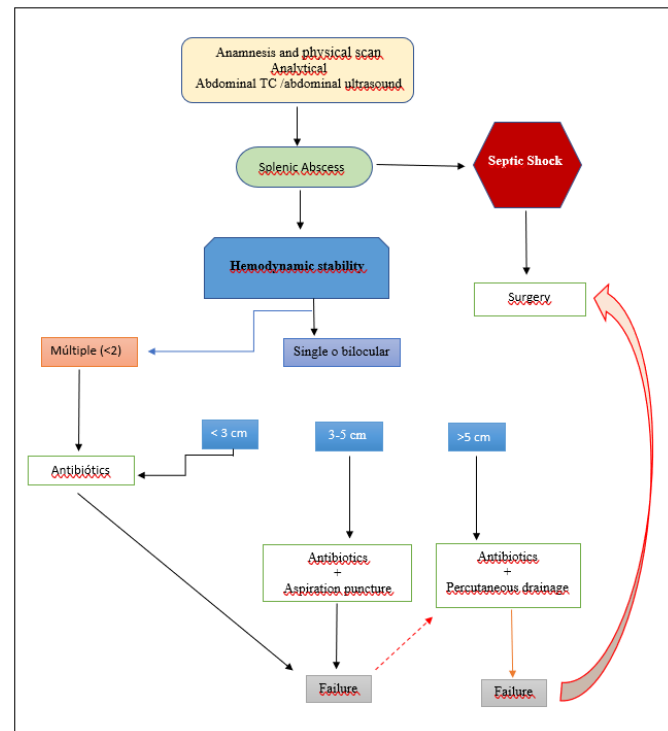 Anamnesis and physical scan
Analytical
Abdominal TC /abdominal ultrasound
Splenic Abscess
Septic Shock
Hemodynamic stability
Surgery
Múltiple (<2)
Single o bilocular
< 3 cm
3-5 cm
>5 cm
Antibiótics
Antibiotics
+
Aspiration puncture
Antibiotics
+
Percutaneous drainage
Failure
Failure